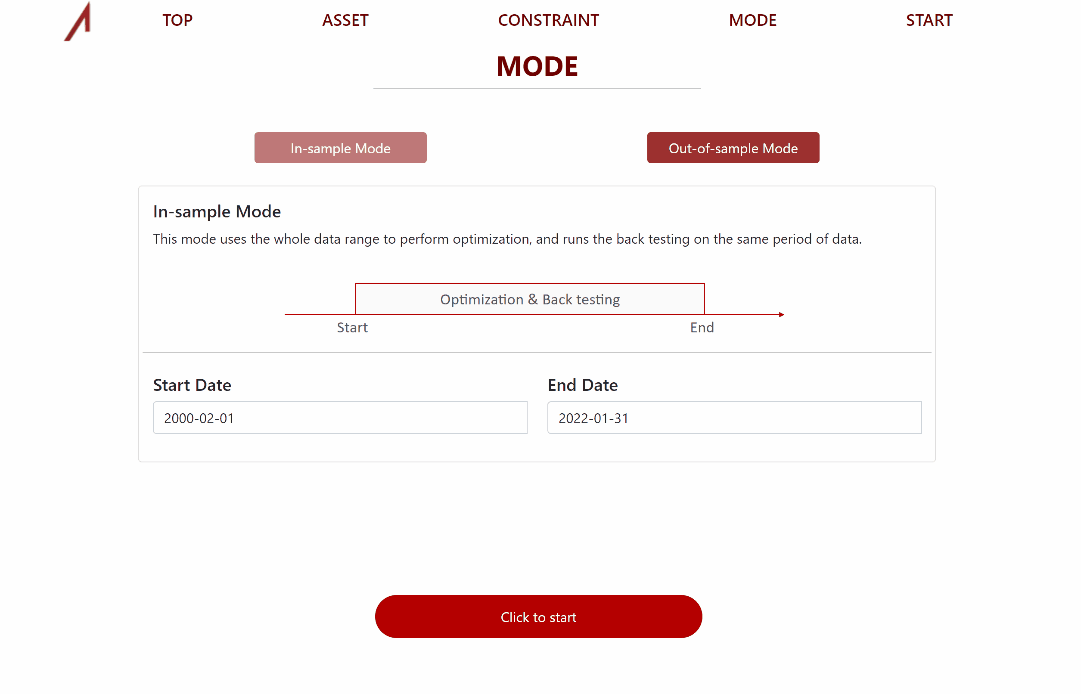 TOP ASSET CONSTRAINT MODE START
MODE
In-sample Mode Out-of-sample Mode
In-sample Mode
This mode uses the whole data range to perform optimization, and runs the back testing on the same period of data.
Optimization & Back testing
Start End
Start Date End Date
2000-02-01 2022-01-31
Click to start